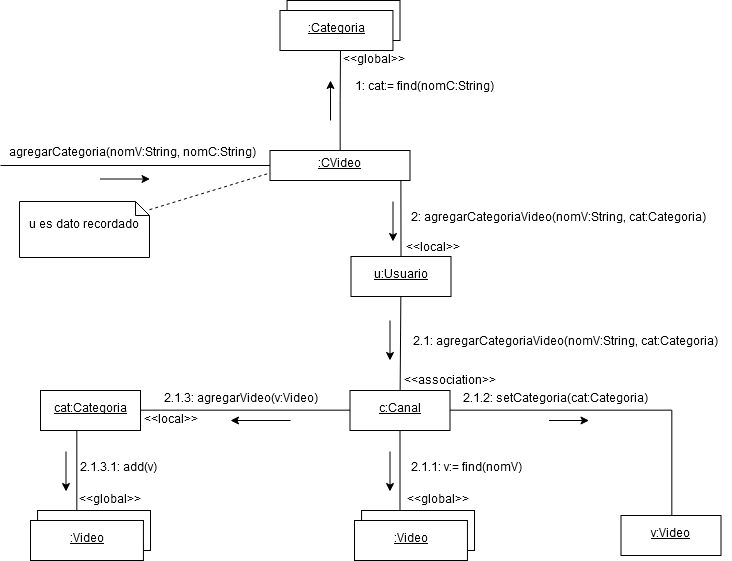 :Categoria
<<global>>
1: cat:= find(nomC:String)
agregarCategoria(nomV:String, nomC:String)
:CVideo
u es dato recordado
2: agregarCategoriaVideo(nomV:String, cat:Categoria)
<<local>>
u:Usuario
2.1: agregarCategoriaVideo(nomV:String, cat:Categoria)
<<association>>
cat:Categoria
2.1.3: agregarVideo(v:Video)
<<local>>
c:Canal
2.1.2: setCategoria(cat:Categoria)
2.1.3.1: add(v)
2.1.1: v:= find(nomV)
<<global>>
<<global>>
:Video
:Video
v:Video